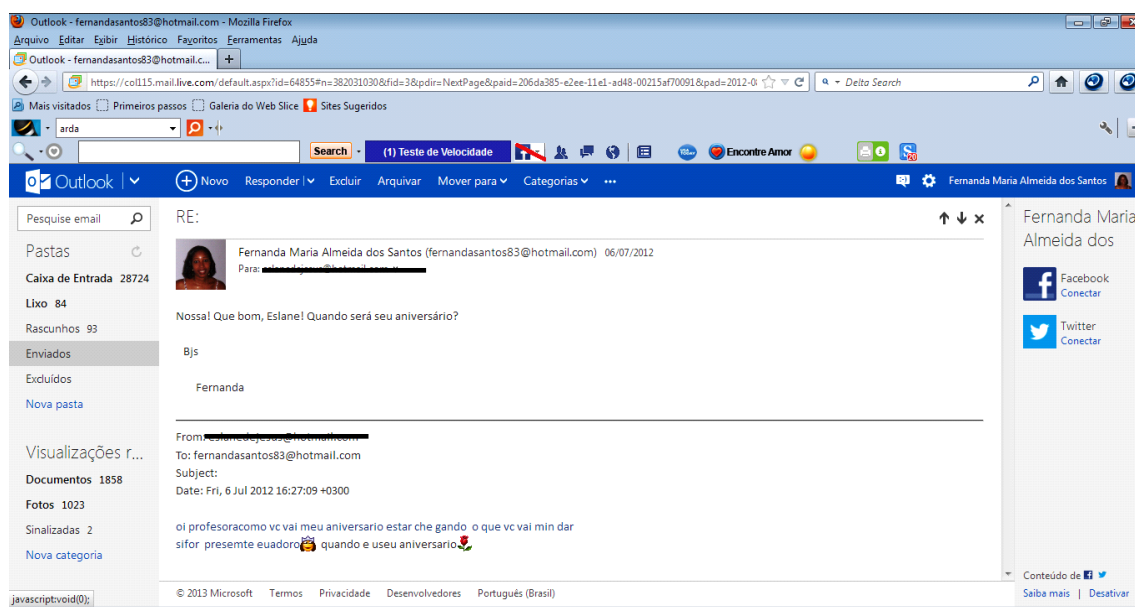 Outlook - fernandasantos83@hotmail.com - Mozilla Firefox
Arquivo Editar Exibir Histórico Favoritos Ferramentas Ajuda
Outlook - fernandasantos83@hotmail.c... +
https://col115.mail.live.com/default.aspx?id=64855#n=382031030&fid=3&pdir=NextPage&paid=206da385-e2ee-11e1-ad48-00215af70091&pad=2012-0 Delta Search
Mais visitados Primeiros passos Galeria do Web Slice Sites Sugeridos
arda
Search (1) Teste de Velocidade Encontre Amor 20
Outlook Novo Responder Excluir Arquivar Mover para Categorias ... Fernanda Maria Almeida dos Santos
Pesquise email
Pastas
Caixa de Entrada 28724
Lixo 84
Rascunhos 93
Enviados
Excluídos
Nova pasta
Visualizações r...
Documentos 1858
Fotos 1023
Sinalizadas 2
Nova categoria
javascript:void(0);
RE:
Fernanda Maria Almeida dos Santos (fernandasantos83@hotmail.com) 06/07/2012
Para:
Nossa! Que bom, Eslane! Quando será seu aniversário?
Bjs
Fernanda
From:
To: fernandasantos83@hotmail.com
Subject:
Date: Fri, 6 Jul 2012 16:27:09 +0300
oi profesoracomo vc vai meu aniversario estar che gando o que vc vai min dar
sifor presemte euadoro quando e useu aniversario
© 2013 Microsoft Termos Privacidade Desenvolvedores Português (Brasil)
Fernanda Maria
Almeida dos
Facebook
Conectar
Twitter
Conectar
Conteúdo de
Saiba mais | Desativar